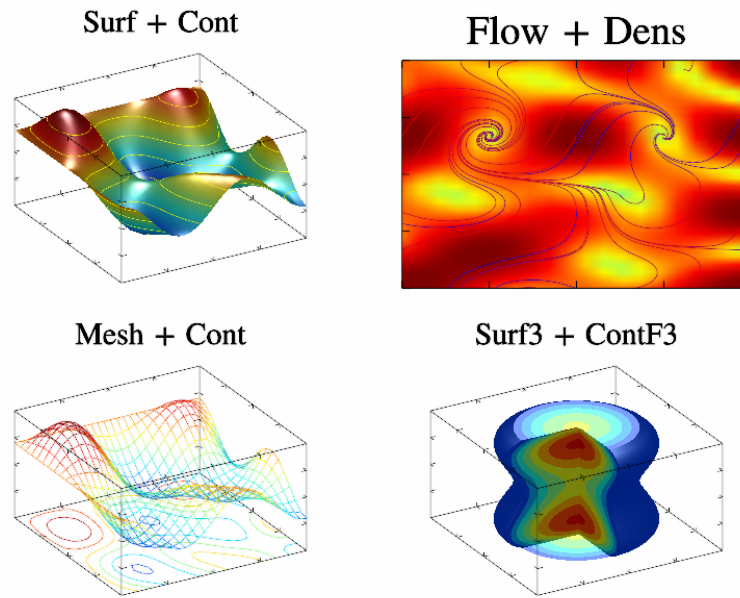 Surf + Cont
Flow + Dens
Mesh + Cont
Surf3 + ContF3